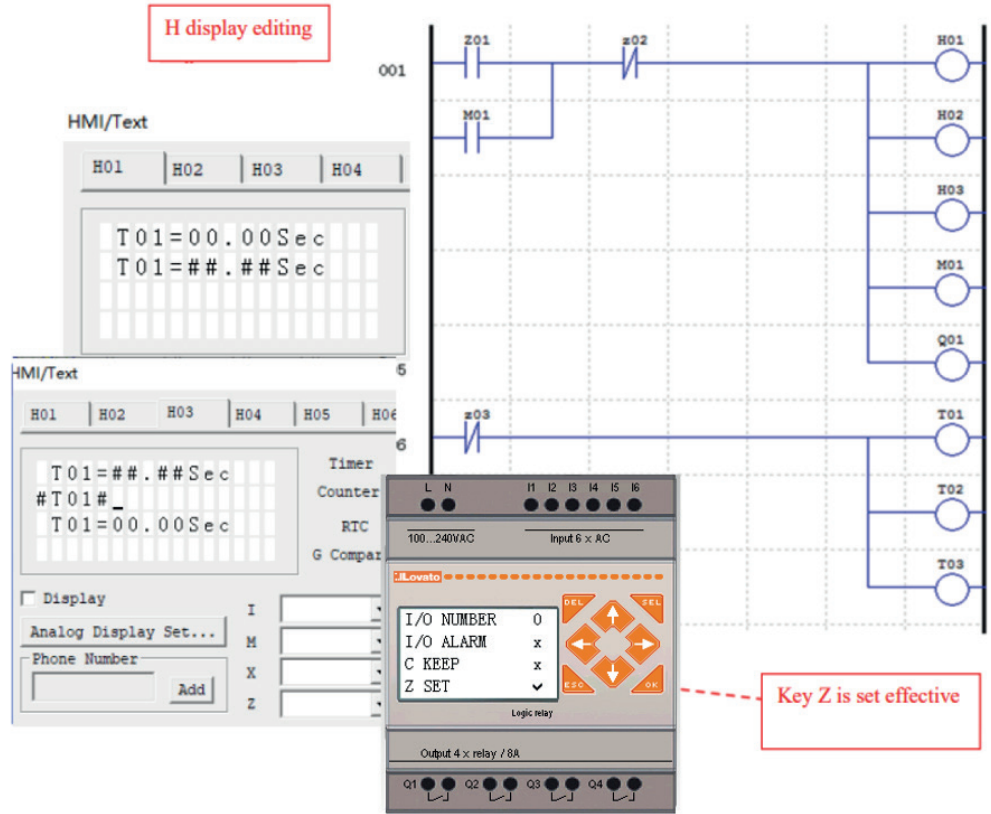 H display editing
HMI/Text
H01 H02 H03 H04
T01=00.00Sec
T01=##.##Sec
HMI/Text
H01 H02 H03 H04 H05 H06
T01=##.##Sec
#T01#_
T01=00.00Sec
Timer
Counter
RTC
G Compar
Display
Analog Display Set...
Phone Number
Add
I
M
X
Z
001
Z01 z02 H01
M01 H02
H03
M01
Q01
5
6
z03 T01
T02
T03
L N I1 I2 I3 I4 I5 I6
100...240VAC Input 6 x AC
Lovato
I/O NUMBER 0
I/O ALARM x
C KEEP x
Z SET ✔
DEL SEL
ESC OK
Logic relay
Output 4 x relay / 8A
Q1 Q2 Q3 Q4
Key Z is set effective